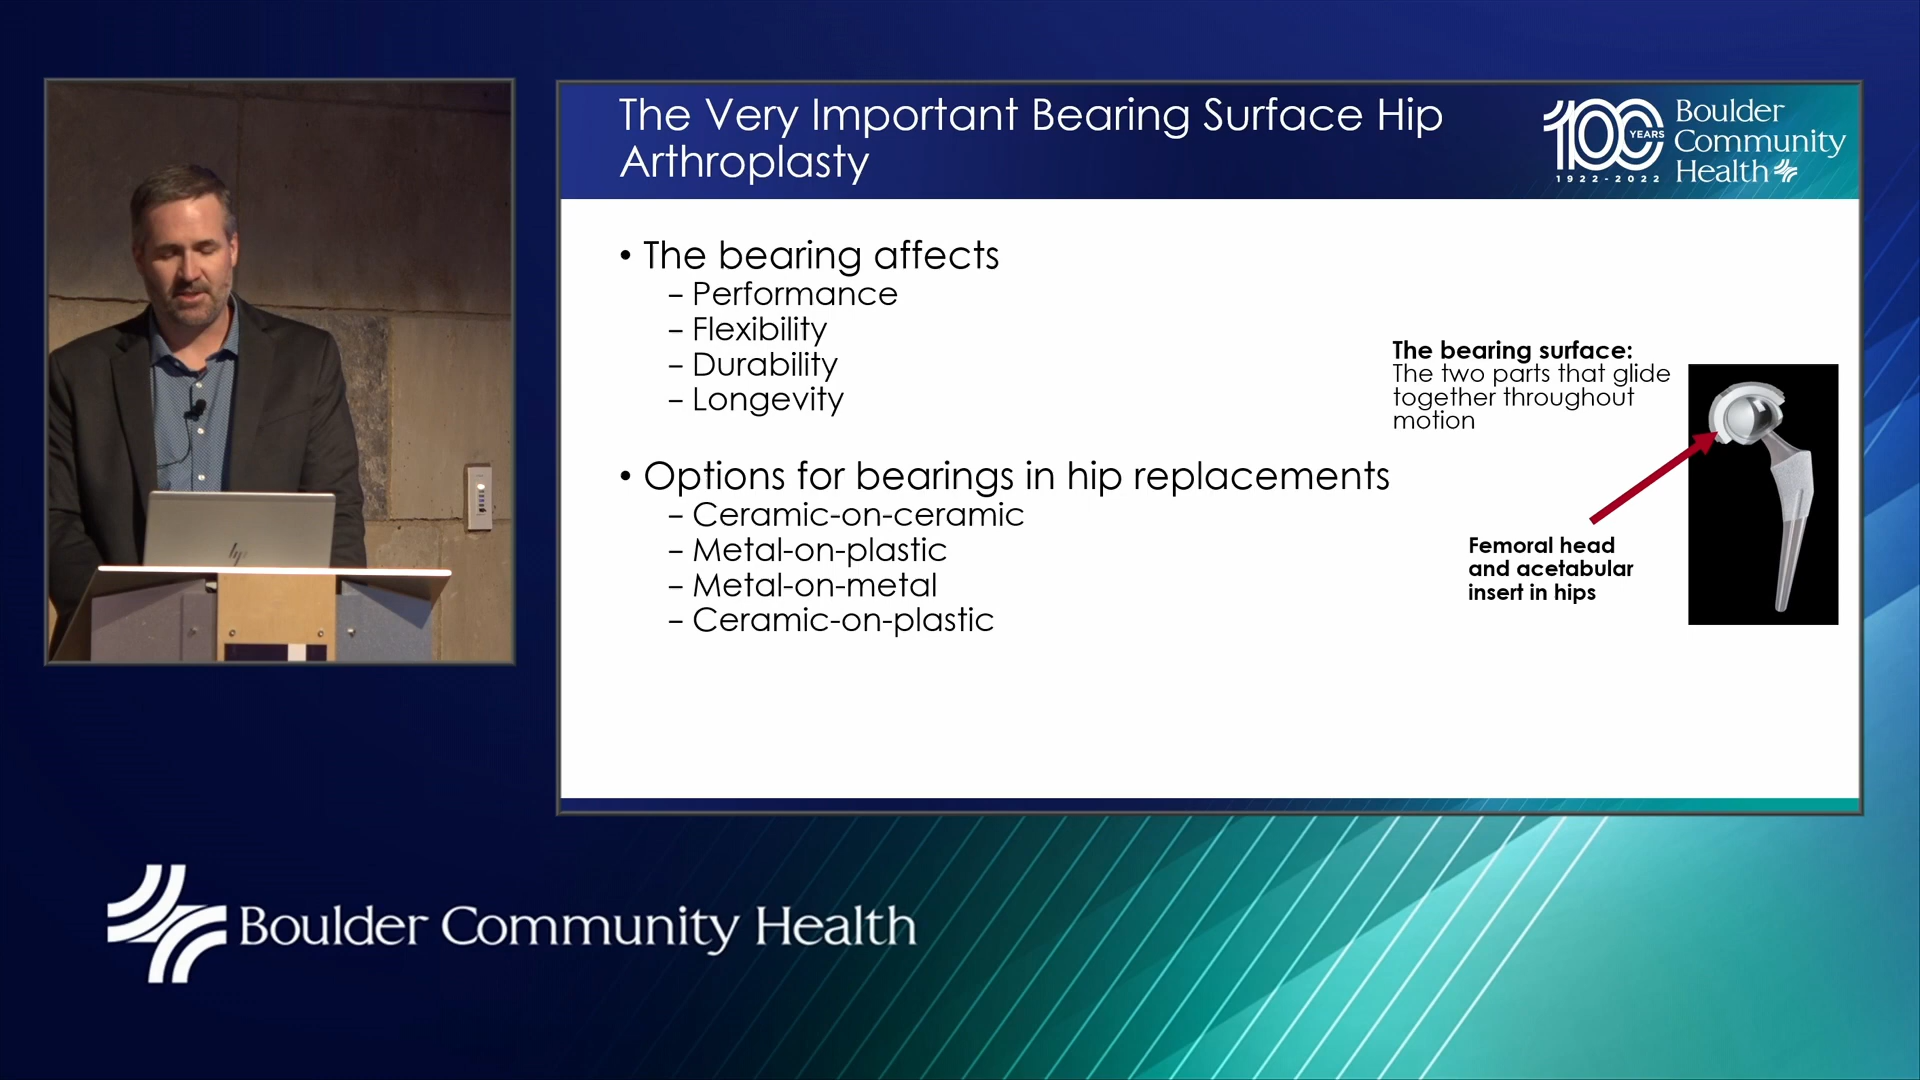 The Very Important Bearing Surface Hip
Arthroplasty
100
YEARS
1922-2022
Boulder
Community
Health
• The bearing affects
– Performance
– Flexibility
– Durability
– Longevity
• Options for bearings in hip replacements
– Ceramic-on-ceramic
– Metal-on-plastic
– Metal-on-metal
– Ceramic-on-plastic
The bearing surface:
The two parts that glide
together throughout
motion
Femoral head
and acetabular
insert in hips
hp
Boulder Community Health